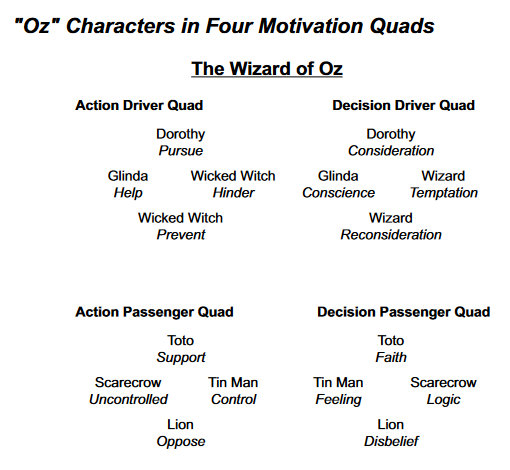 "Oz" Characters in Four Motivation Quads
The Wizard of Oz
Action Driver Quad
Dorothy
Pursue
Glinda Wicked Witch
Help Hinder
Wicked Witch
Prevent
Decision Driver Quad
Dorothy
Consideration
Glinda Wizard
Conscience Temptation
Wizard
Reconsideration
Action Passenger Quad
Toto
Support
Scarecrow Tin Man
Uncontrolled Control
Lion
Oppose
Decision Passenger Quad
Toto
Faith
Tin Man Scarecrow
Feeling Logic
Lion
Disbelief